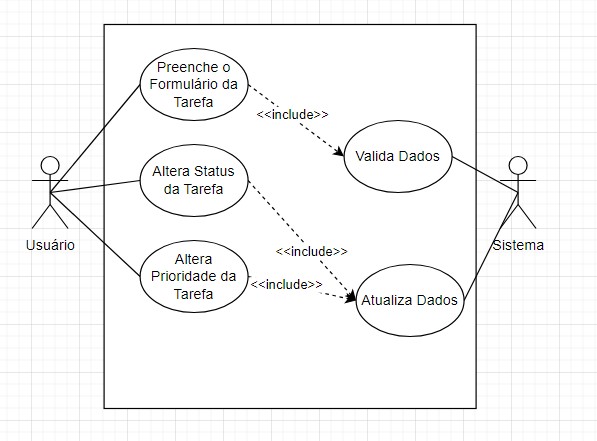 Preenche o
Formulário da
Tarefa
<<include>>
Valida Dados
Altera Status
da Tarefa
Usuário
Sistema
<<include>>
Altera
Prioridade da
Tarefa
<<include>>
Atualiza Dados